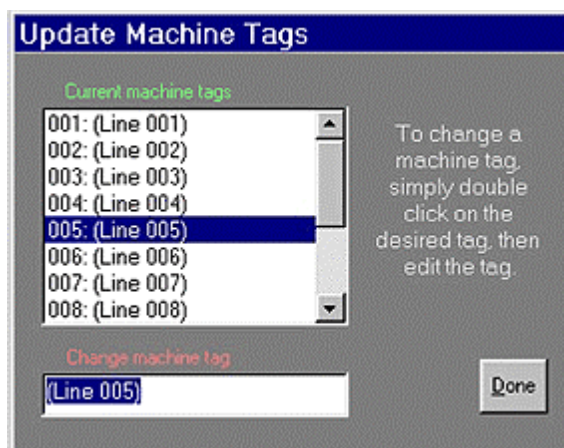 Update Machine Tags
Current machine tags
001: (Line 001)
002: (Line 002)
003: (Line 003)
004: (Line 004)
005: (Line 005)
006: (Line 006)
007: (Line 007)
008: (Line 008)
To change a
machine tag,
simply double
click on the
desired tag, then
edit the tag.
Change machine tag
(Line 005)
Done